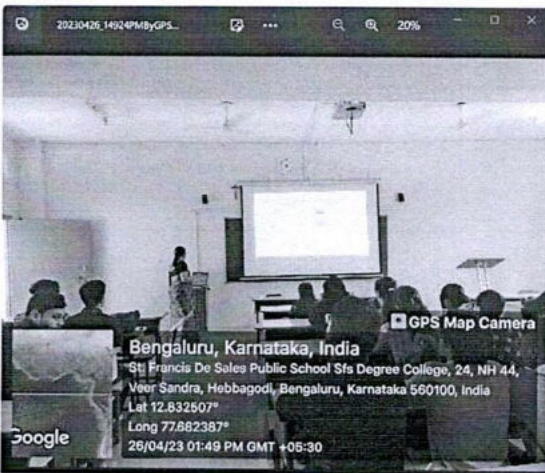 20230426_14924PMByGPS...
20%
GPS Map Camera
Bengaluru, Karnataka, India
St. Francis De Sales Public School Sfs Degree College, 24, NH 44,
Veer Sandra, Hebbagodi, Bengaluru, Karnataka 560100, India
Lat 12.832507°
Long 77.682387°
26/04/23 01:49 PM GMT +05:30
Google